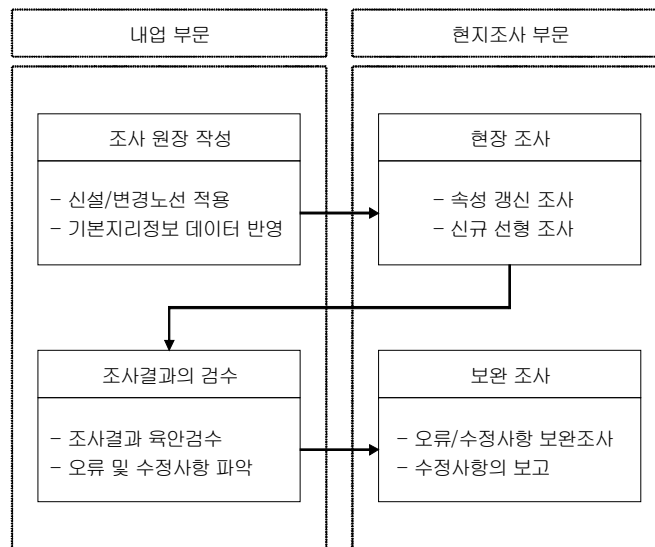 내업 부문
현지조사 부문
조사 원장 작성
– 신설/변경노선 적용
– 기본지리정보 데이터 반영
현장 조사
– 속성 갱신 조사
– 신규 선형 조사
조사결과의 검수
– 조사결과 육안검수
– 오류 및 수정사항 파악
보완 조사
– 오류/수정사항 보완조사
– 수정사항의 보고